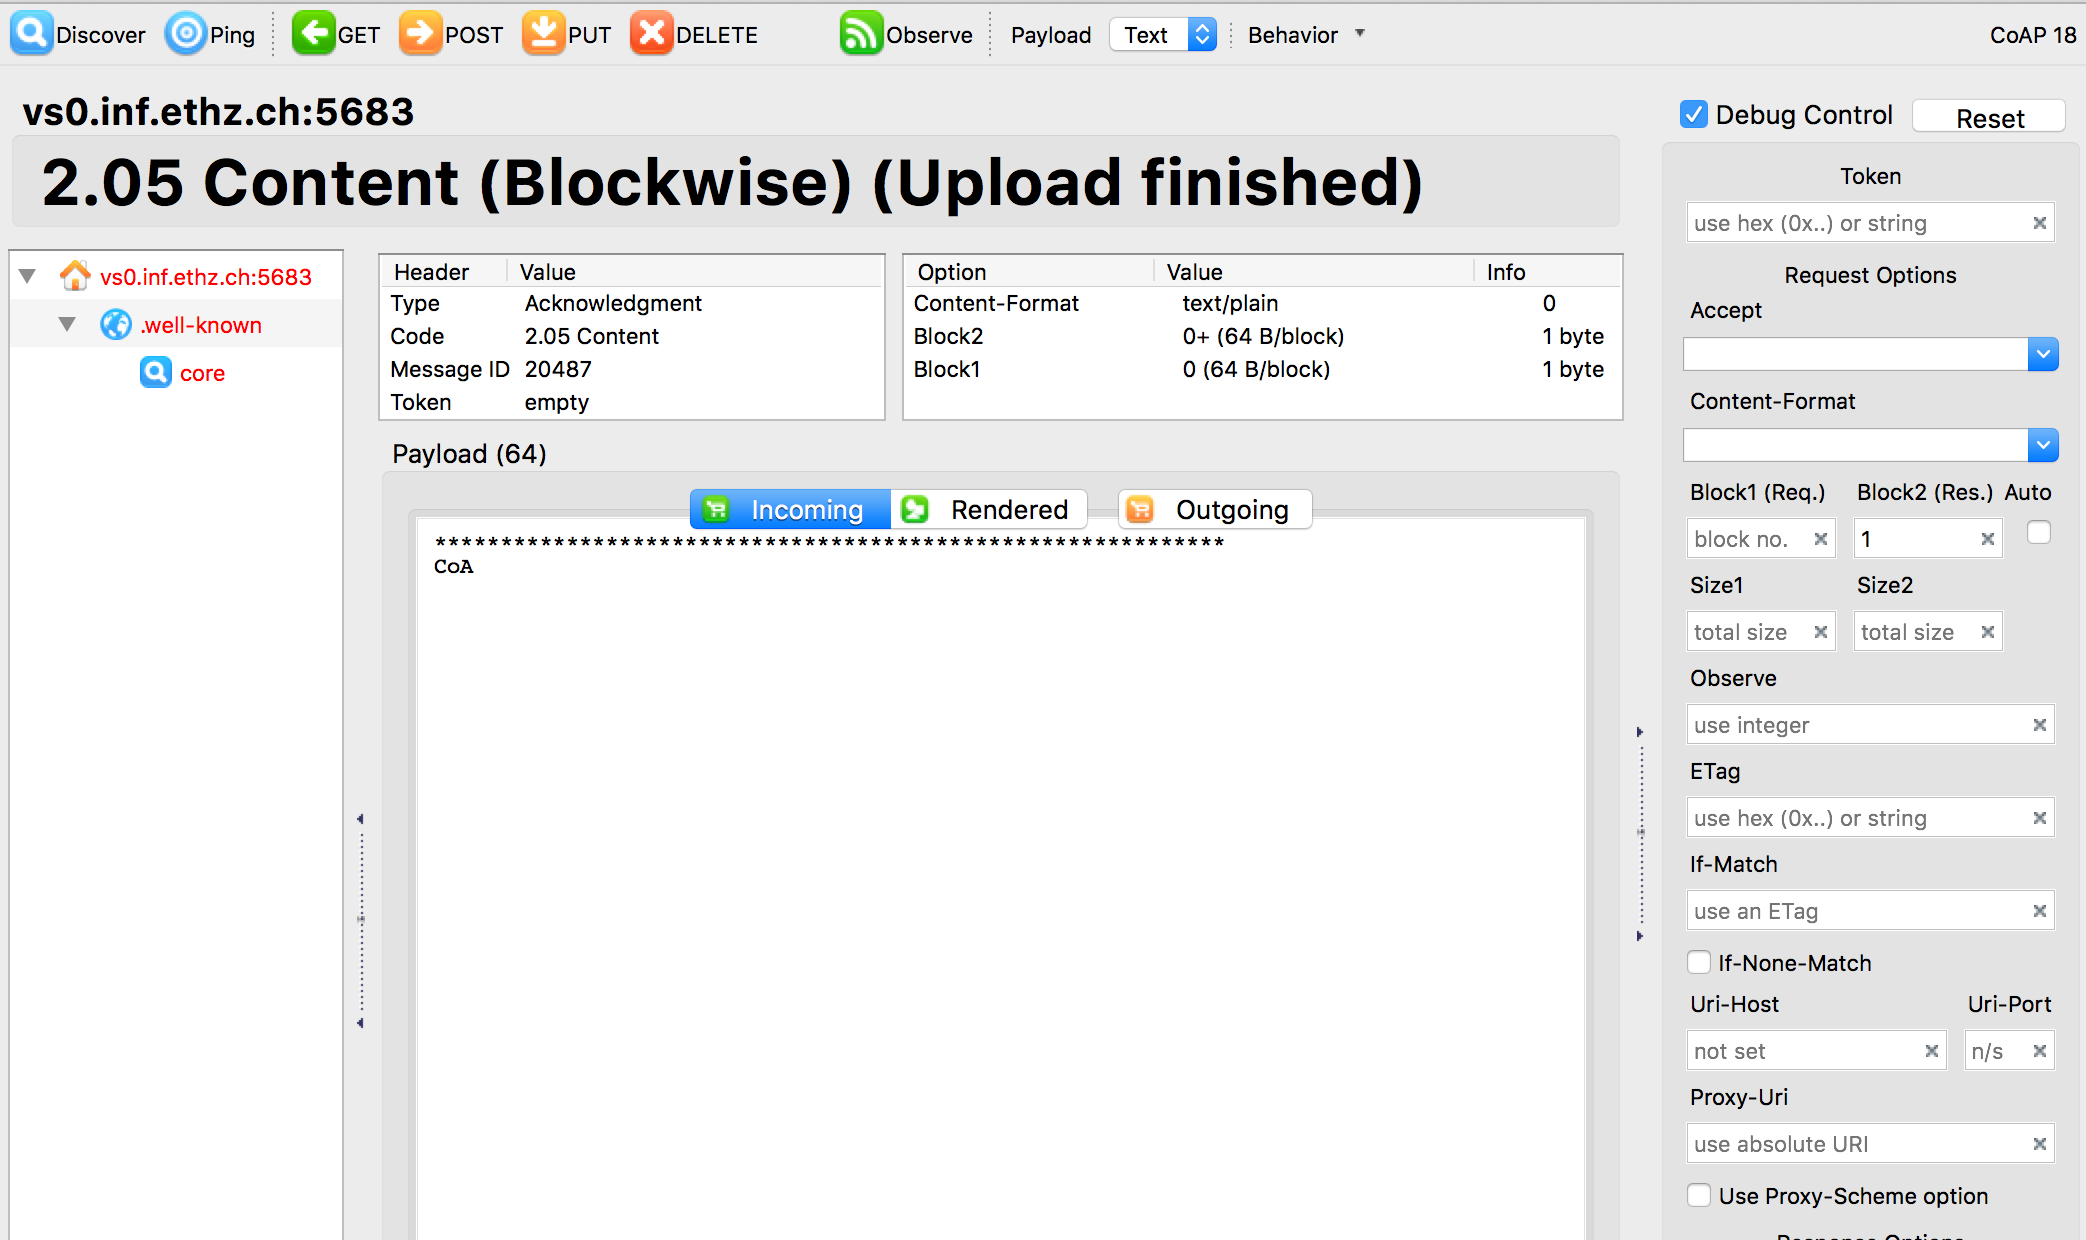 Discover Ping GET POST PUT DELETE Observe Payload Text Behavior CoAP 18
vs0.inf.ethz.ch:5683
2.05 Content (Blockwise) (Upload finished)
vs0.inf.ethz.ch:5683
.well-known
core
Header Value
Type Acknowledgment
Code 2.05 Content
Message ID 20487
Token empty
Option Value Info
Content-Format text/plain 0
Block2 0+ (64 B/block) 1 byte
Block1 0 (64 B/block) 1 byte
Payload (64)
Incoming Rendered Outgoing
************************************************************
CoA
Debug Control Reset
Token
use hex (0x..) or string
Request Options
Accept
Content-Format
Block1 (Req.) Block2 (Res.) Auto
block no. 1
Size1 Size2
total size total size
Observe
use integer
ETag
use hex (0x..) or string
If-Match
use an ETag
If-None-Match
Uri-Host Uri-Port
not set n/s
Proxy-Uri
use absolute URI
Use Proxy-Scheme option
Response Options